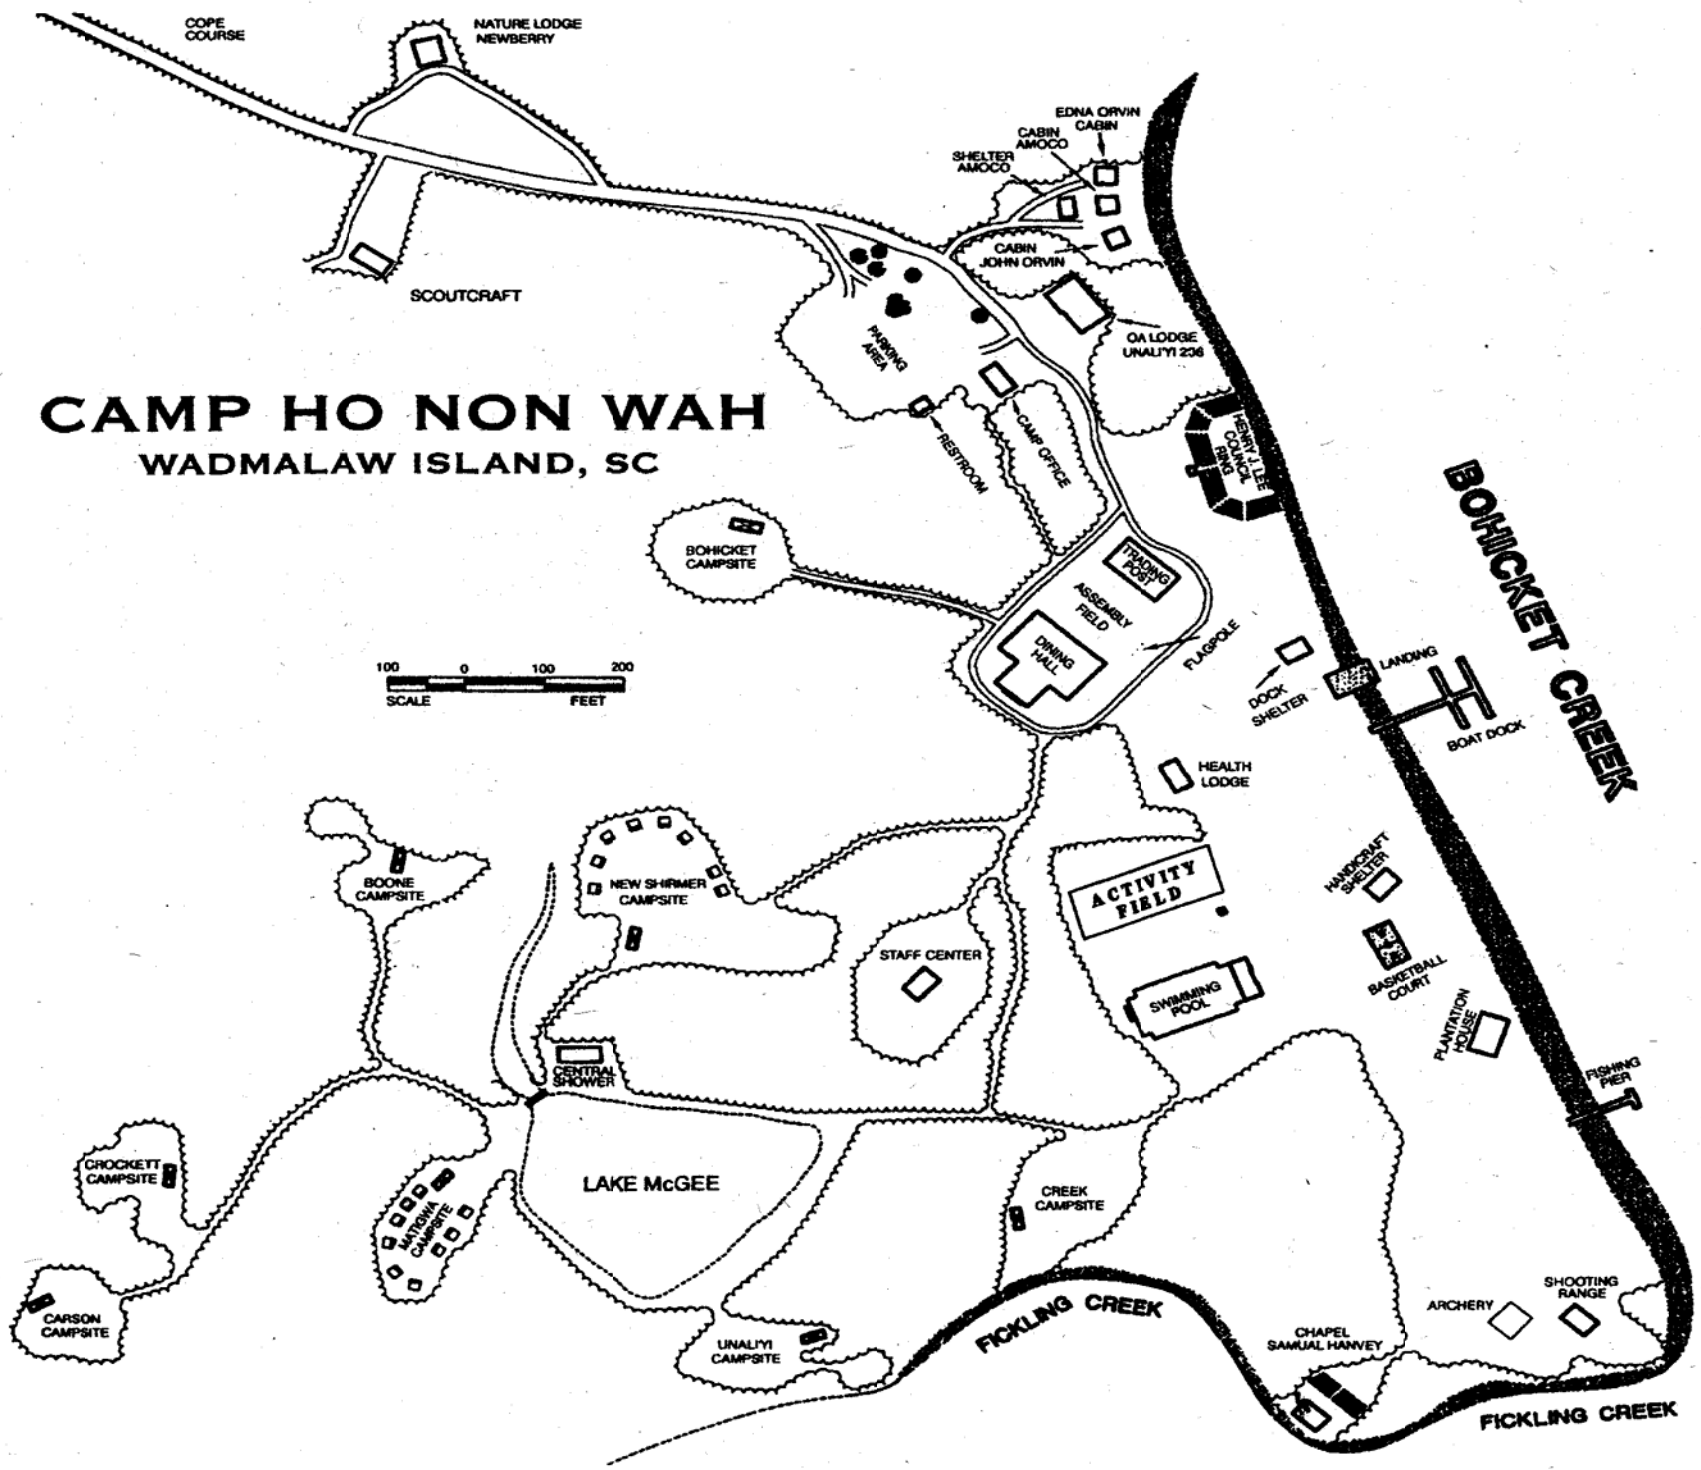 COPE
COURSE
NATURE LODGE
NEWBERRY
EDNA ORVIN
CABIN
CABIN
AMOCO
SHELTER
AMOCO
CABIN
JOHN ORVIN
SCOUTCRAFT
OA LODGE
UNALI'YI 236
PARKING
AREA
CAMP HO NON WAH
WADMALAW ISLAND, SC
RESTROOM
CAMP OFFICE
HENRY J. LEE
COUNCIL
RING
BOHICKET CREEK
BOHICKET
CAMPSITE
TRADING
POST
ASSEMBLY
FIELD
DINING
HALL
FLAGPOLE
100 0 100 200
SCALE FEET
DOCK
SHELTER
LANDING
BOAT DOCK
HEALTH
LODGE
BOONE
CAMPSITE
NEW SHIRMER
CAMPSITE
ACTIVITY
FIELD
HANDICRAFT
SHELTER
STAFF CENTER
BASKETBALL
COURT
SWIMMING
POOL
PLANTATION
HOUSE
CENTRAL
SHOWER
FISHING
PIER
CROCKETT
CAMPSITE
LAKE McGEE
MATIGWA
CAMPSITE
CREEK
CAMPSITE
CARSON
CAMPSITE
UNALI'YI
CAMPSITE
FICKLING CREEK
CHAPEL
SAMUAL HANVEY
ARCHERY
SHOOTING
RANGE
FICKLING CREEK